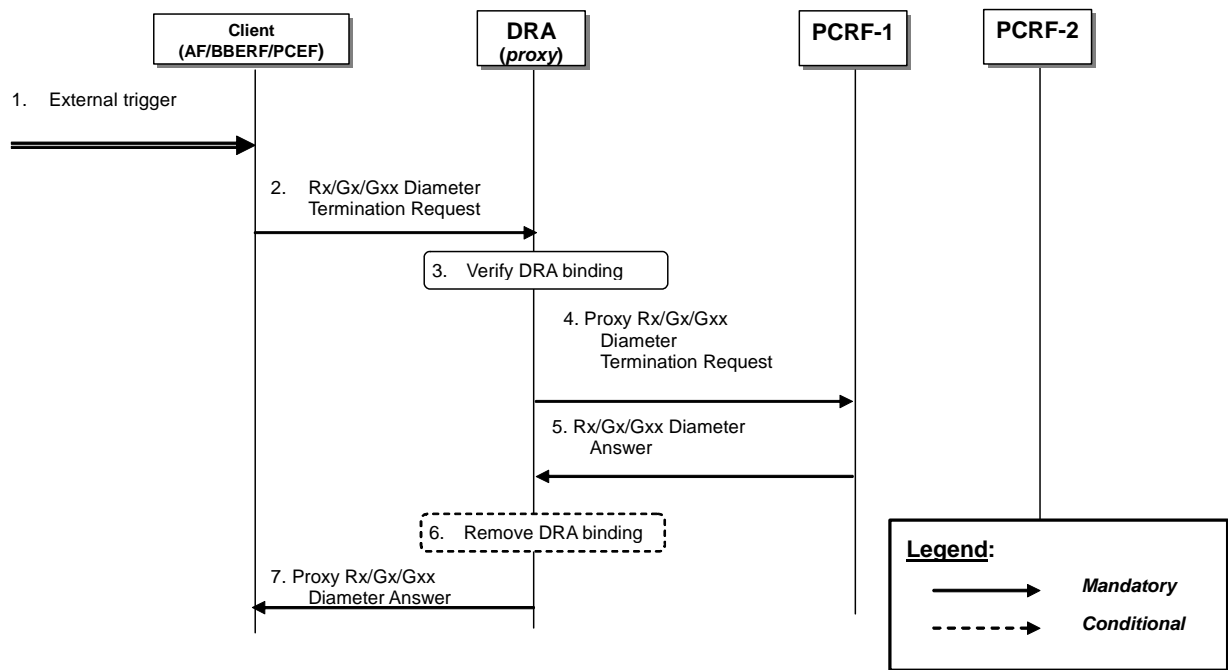 Client
(AF/BBERF/PCEF)
DRA
(proxy)
PCRF-1
PCRF-2
1. External trigger
2. Rx/Gx/Gxx Diameter
Termination Request
3. Verify DRA binding
4. Proxy Rx/Gx/Gxx
Diameter
Termination Request
5. Rx/Gx/Gxx Diameter
Answer
6. Remove DRA binding
7. Proxy Rx/Gx/Gxx
Diameter Answer
Legend:
Mandatory
Conditional